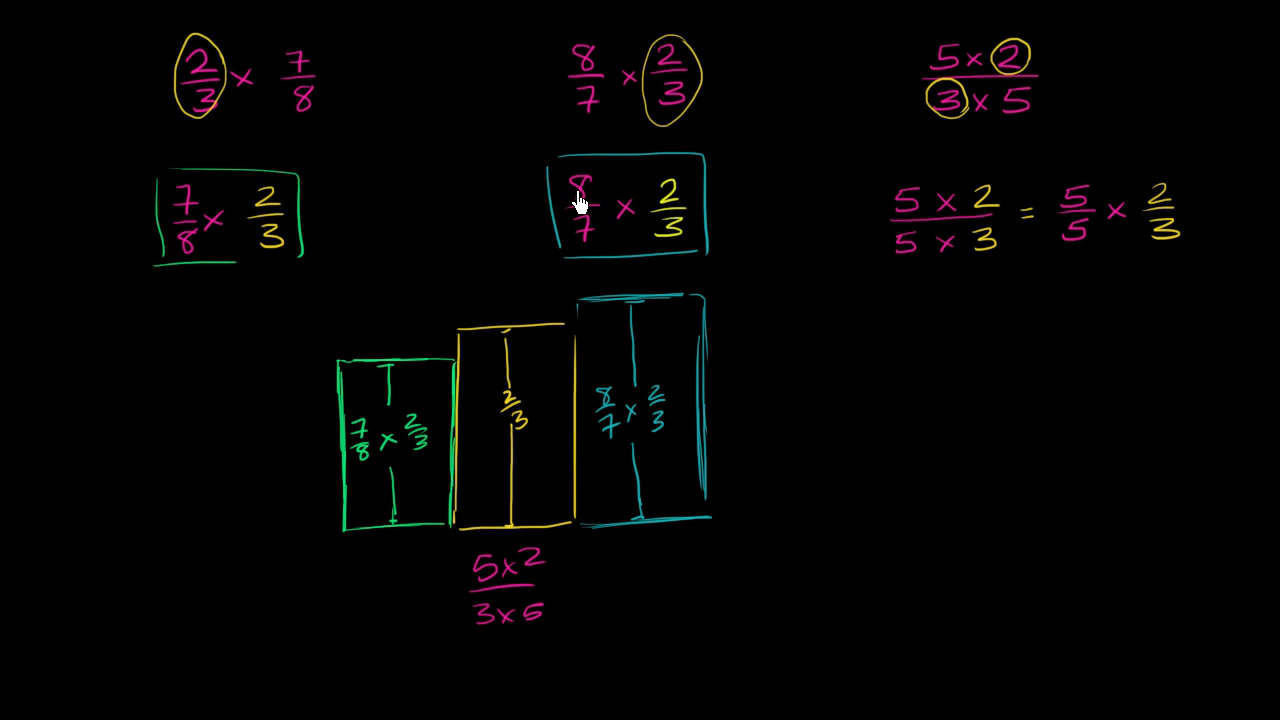 2/3 × 7/8
8/7 × 2/3
5 × 2 / 3 × 5
7/8 × 2/3
8/7 × 2/3
5 × 2 / 5 × 3 = 5/5 × 2/3
7/8 × 2/3
2/3
8/7 × 2/3
5×2 / 3×5